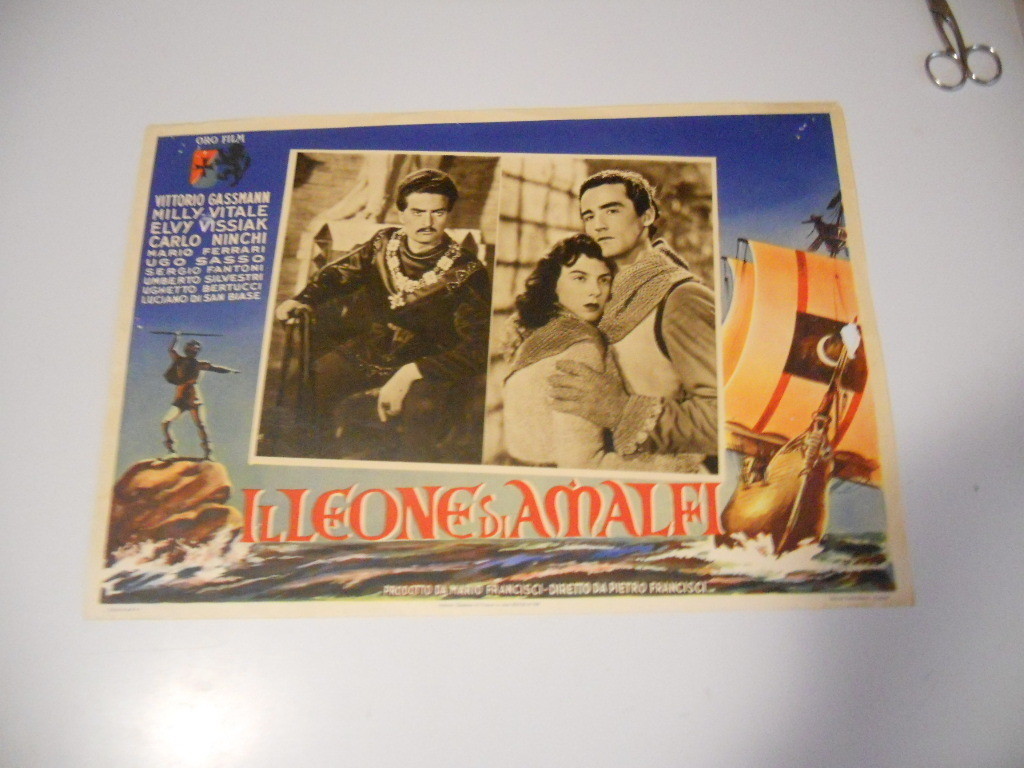 ORO FILM
VITTORIO GASSMANN
MILLY VITALE
ELVY VISSIAK
CARLO NINCHI
MARIO FERRARI
UGO SASSO
SERGIO FANTONI
UMBERTO SILVESTRI
UGHETTO BERTUCCI
LUCIANO DI SAN BIASE
IL LEONE DI AMALFI
PRODOTTO DA MARIO FRANCISCI - DIRETTO DA PIETRO FRANCISCI